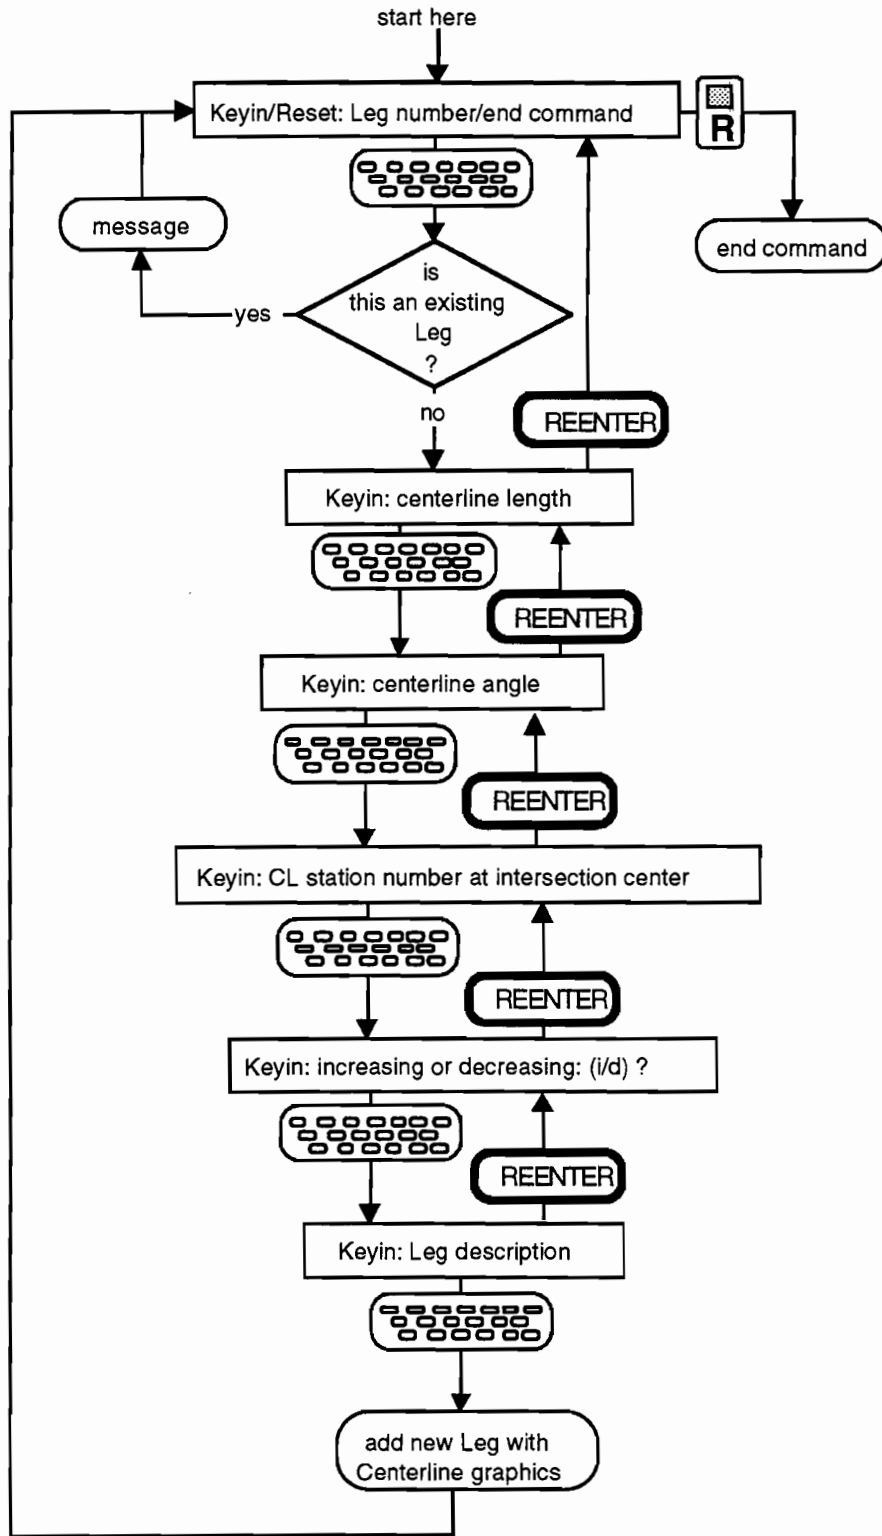 start here
Keyin/Reset: Leg number/end command
R
message
end command
is
this an existing
Leg
?
yes
no
REENTER
Keyin: centerline length
REENTER
Keyin: centerline angle
REENTER
Keyin: CL station number at intersection center
REENTER
Keyin: increasing or decreasing: (i/d) ?
REENTER
Keyin: Leg description
add new Leg with
Centerline graphics